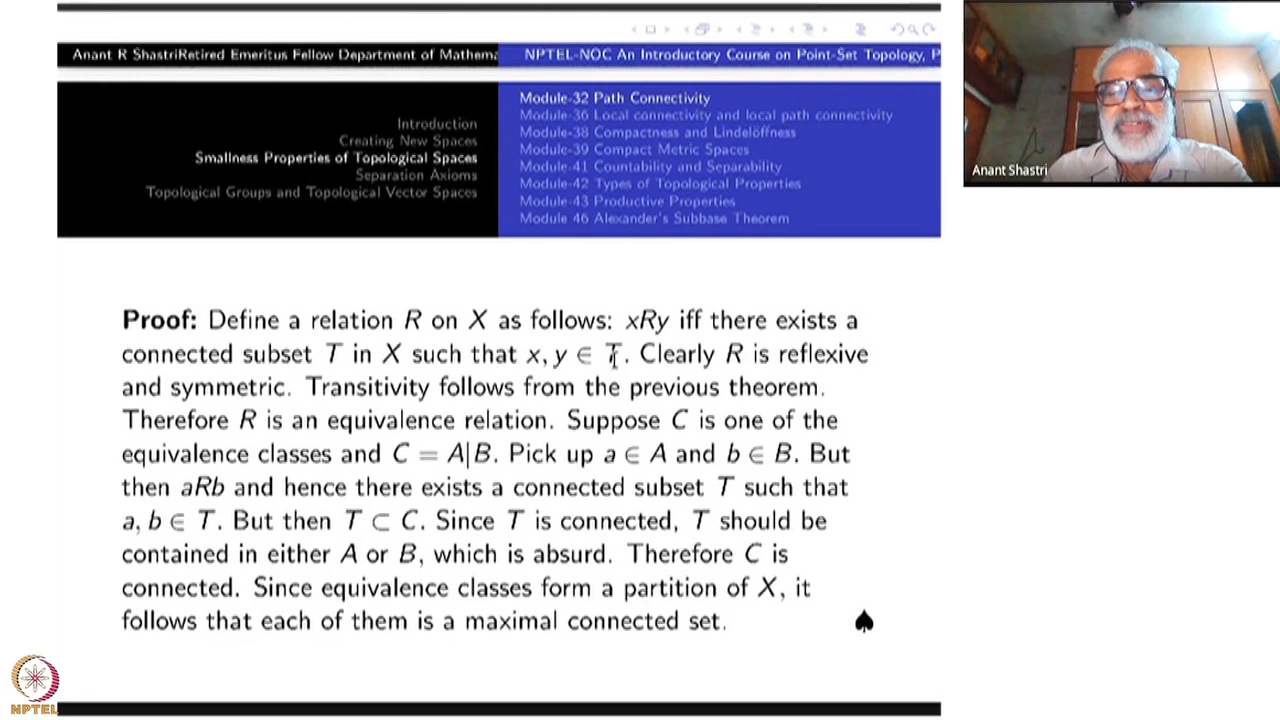 Anant R ShastriRetired Emeritus Fellow Department of Mathema
NPTEL-NOC An Introductory Course on Point-Set Topology, P
Introduction
Creating New Spaces
Smallness Properties of Topological Spaces
Separation Axioms
Topological Groups and Topological Vector Spaces
Module-32 Path Connectivity
Module-36 Local connectivity and local path connectivity
Module-38 Compactness and Lindelöffness
Module-39 Compact Metric Spaces
Module-41 Countability and Separability
Module-42 Types of Topological Properties
Module-43 Productive Properties
Module 46 Alexander's Subbase Theorem
Anant Shastri
Proof: Define a relation R on X as follows: xRy iff there exists a
connected subset T in X such that x, y ∈ T. Clearly R is reflexive
and symmetric. Transitivity follows from the previous theorem.
Therefore R is an equivalence relation. Suppose C is one of the
equivalence classes and C = A|B. Pick up a ∈ A and b ∈ B. But
then aRb and hence there exists a connected subset T such that
a, b ∈ T. But then T ⊂ C. Since T is connected, T should be
contained in either A or B, which is absurd. Therefore C is
connected. Since equivalence classes form a partition of X, it
follows that each of them is a maximal connected set. ♠
NPTEL